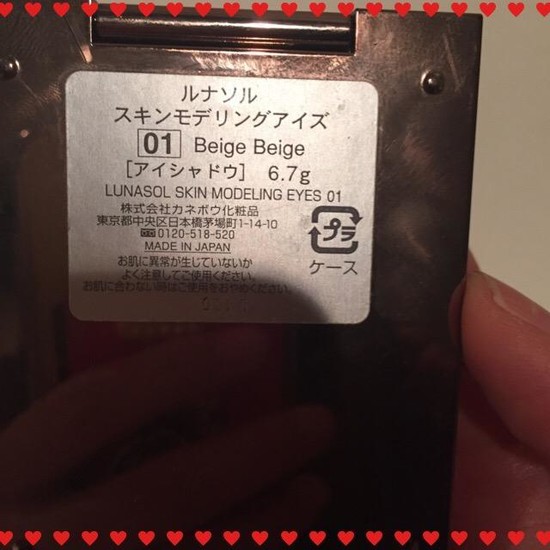 ルナソル
スキンモデリングアイズ
01 Beige Beige
[アイシャドウ] 6.7g
LUNASOL SKIN MODELING EYES 01
株式会社カネボウ化粧品
東京都中央区日本橋茅場町1-14-10
☎0120-518-520
MADE IN JAPAN
お肌に異常が生じていないか
よく注意してご使用ください。
お肌に合わない時はご使用をおやめください。
プラ
ケース